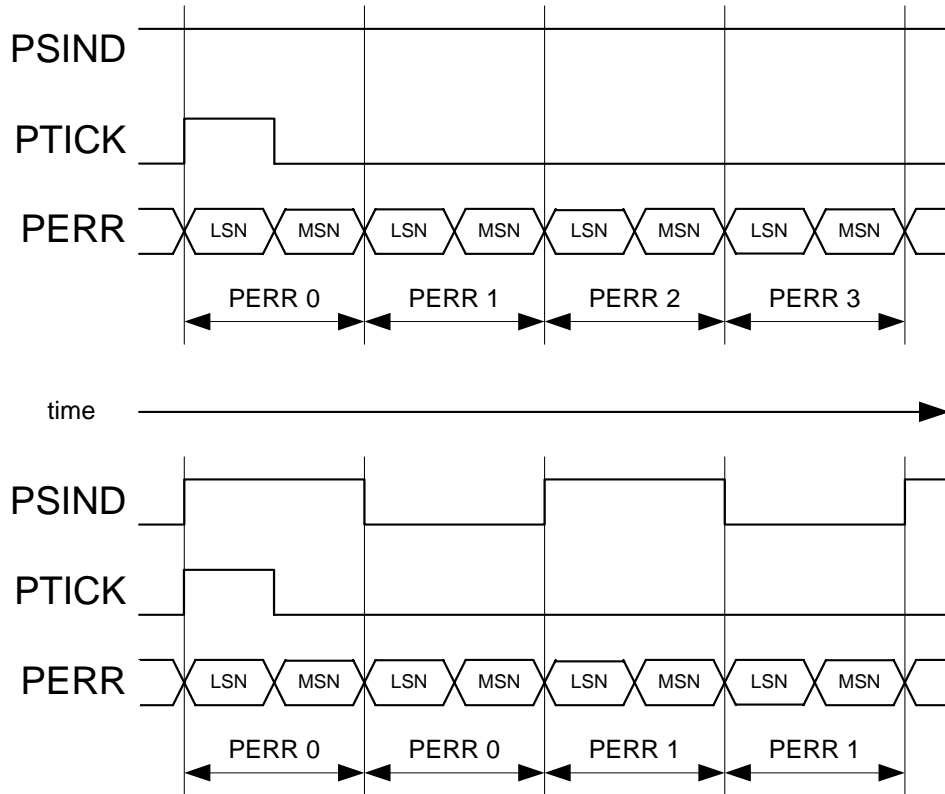 PSIND
PTICK
PERR LSN MSN LSN MSN LSN MSN LSN MSN
PERR 0 PERR 1 PERR 2 PERR 3
time
PSIND
PTICK
PERR LSN MSN LSN MSN LSN MSN LSN MSN
PERR 0 PERR 0 PERR 1 PERR 1